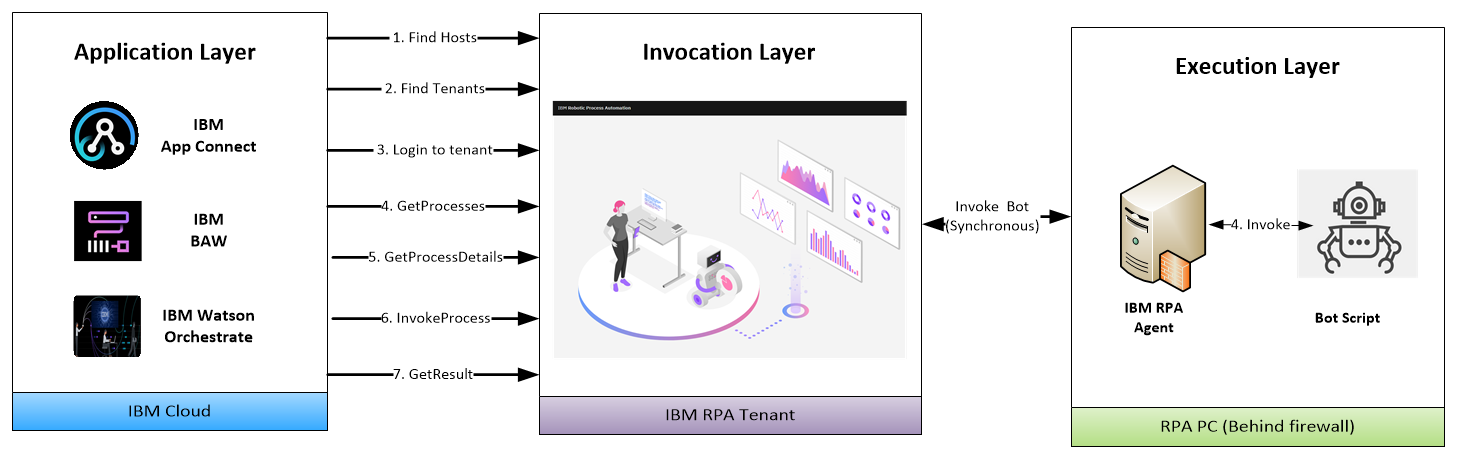 Application Layer
IBM
App Connect
IBM
BAW
IBM Watson
Orchestrate
IBM Cloud
1. Find Hosts
2. Find Tenants
3. Login to tenant
4. GetProcesses
5. GetProcessDetails
6. InvokeProcess
7. GetResult
Invocation Layer
IBM Robotic Process Automation
IBM RPA Tenant
Invoke Bot
(Synchronous)
Execution Layer
4. Invoke
IBM RPA
Agent
Bot Script
RPA PC (Behind firewall)